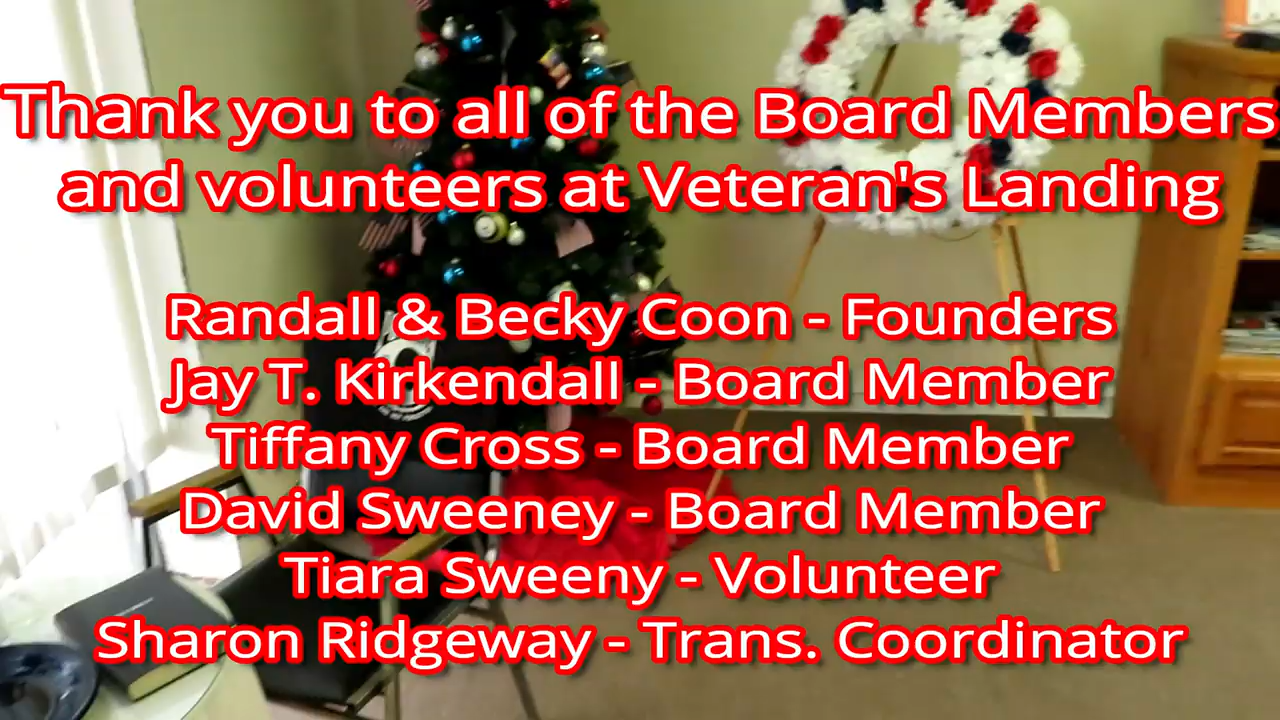 Thank you to all of the Board Members
and volunteers at Veteran's Landing
Randall & Becky Coon - Founders
Jay T. Kirkendall - Board Member
Tiffany Cross - Board Member
David Sweeney - Board Member
Tiara Sweeny - Volunteer
Sharon Ridgeway - Trans. Coordinator